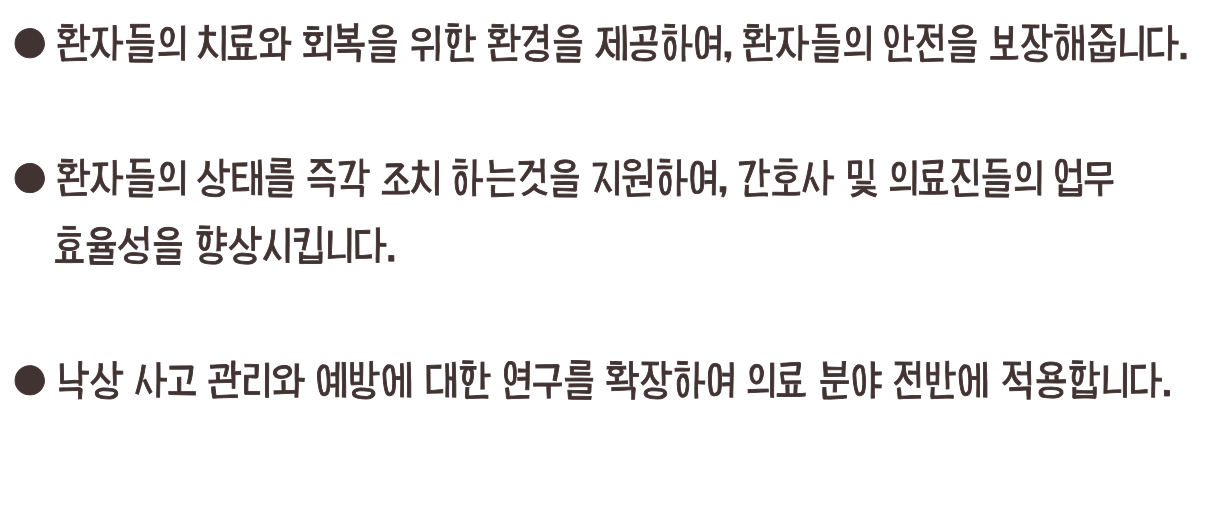 ● 환자들의 치료와 회복을 위한 환경을 제공하여, 환자들의 안전을 보장해줍니다.
● 환자들의 상태를 즉각 조치 하는것을 지원하여, 간호사 및 의료진들의 업무
효율성을 향상시킵니다.
● 낙상 사고 관리와 예방에 대한 연구를 확장하여 의료 분야 전반에 적용합니다.